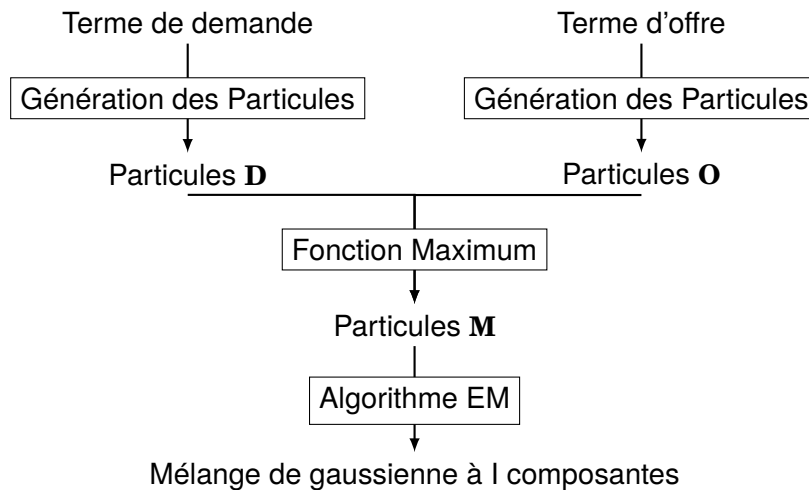 Terme de demande
Terme d'offre
Génération des Particules
Génération des Particules
Particules D
Particules O
Fonction Maximum
Particules M
Algorithme EM
Mélange de gaussienne à I composantes